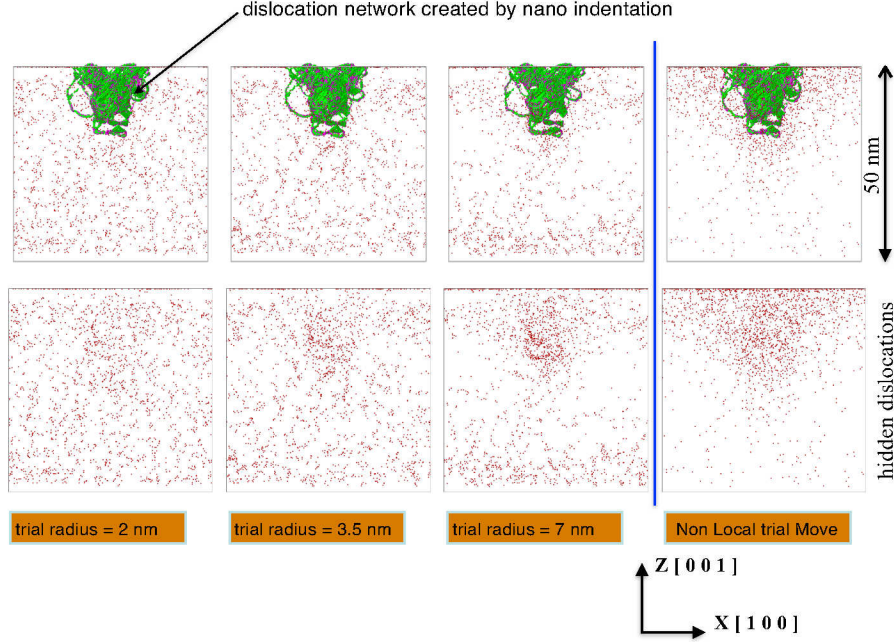 dislocation network created by nano indentation
50 nm
hidden dislocations
trial radius = 2 nm
trial radius = 3.5 nm
trial radius = 7 nm
Non Local trial Move
Z [ 0 0 1 ]
X [ 1 0 0 ]